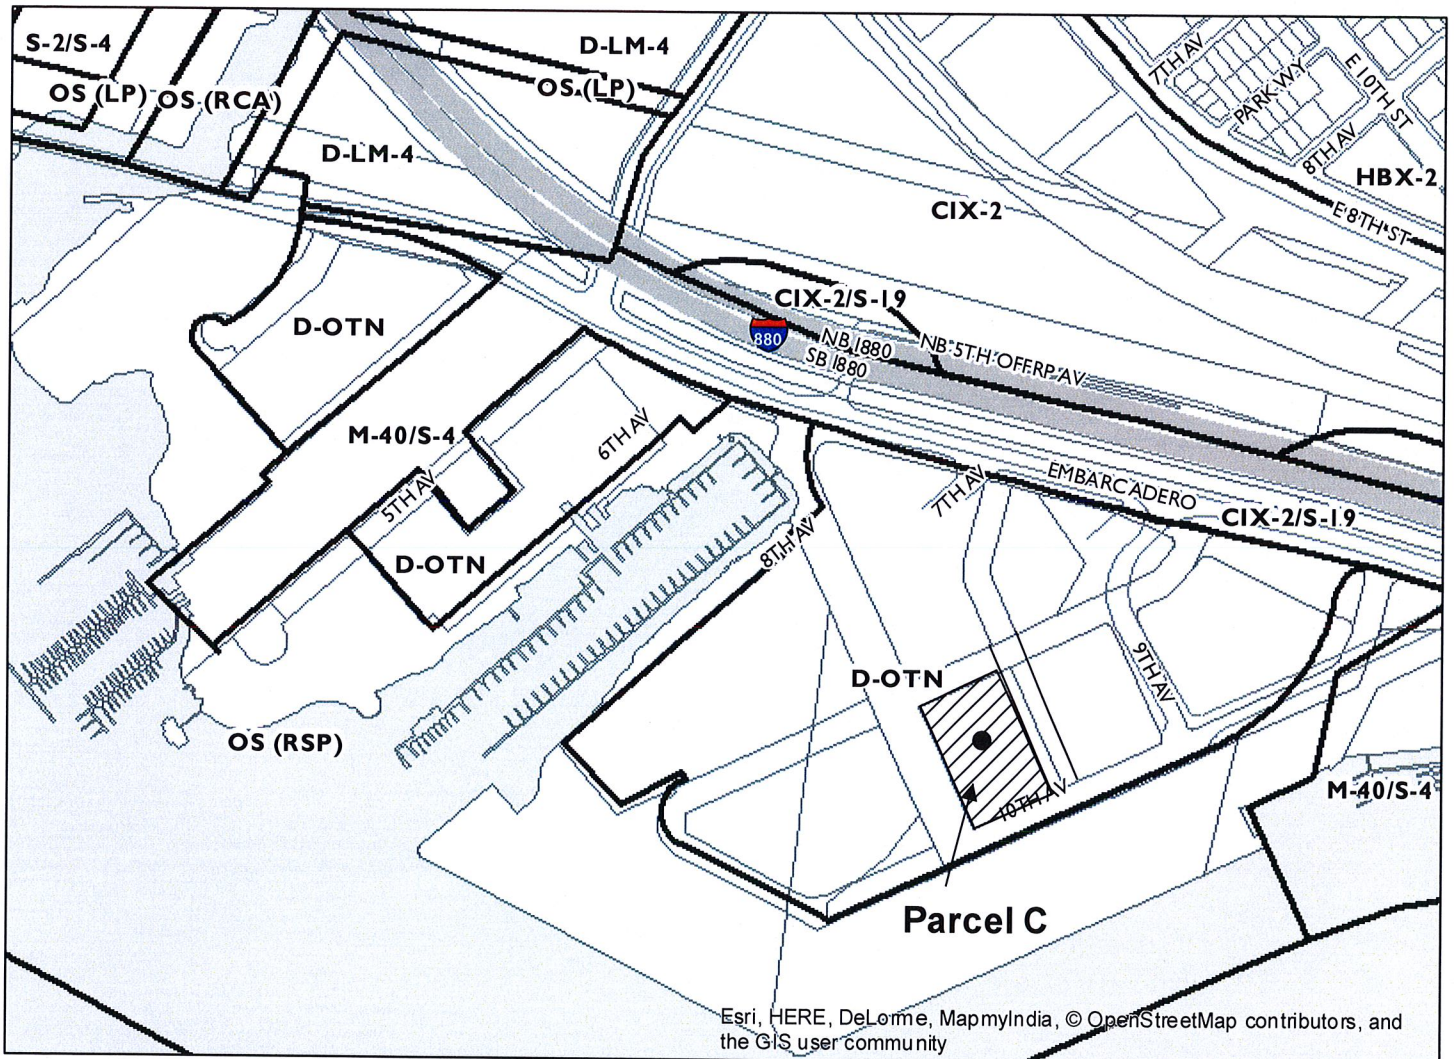 S-2/S-4
D-LM-4
7TH AV
E 10TH ST
OS (LP)
OS (RCA)
OS (LP)
PARK WY
8TH AV
D-LM-4
HBX-2
CIX-2
E 8TH ST
CIX-2/S-19
D-OTN
880
NB I880
SB I880
NB 5TH OFFRP AV
M-40/S-4
6TH AV
5TH AV
7TH AV
EMBARCADERO
CIX-2/S-19
8TH AV
D-OTN
D-OTN
9TH AV
OS (RSP)
10TH AV
M-40/S-4
Parcel C
Esri, HERE, DeLorme, MapmyIndia, © OpenStreetMap contributors, and
the GIS user community